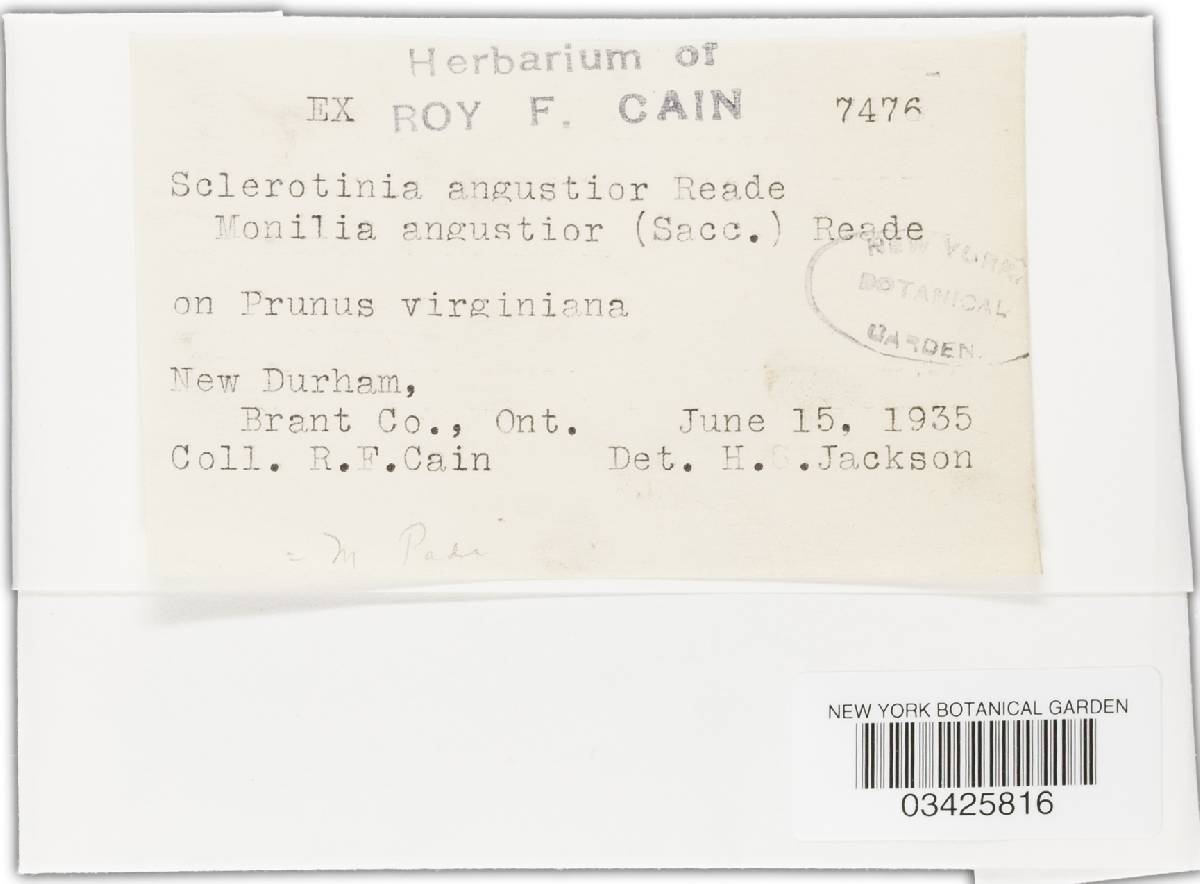 Herbarium of
EX ROY F. CAIN 7476
Sclerotinia angustior Reade
Monilia angustior (Sacc.) Reade
NEW YORK
BOTANICAL
GARDEN.
on Prunus virginiana
New Durham,
Brant Co., Ont. June 15, 1935
Coll. R.F.Cain Det. H.S.Jackson
= M Padi
NEW YORK BOTANICAL GARDEN
03425816